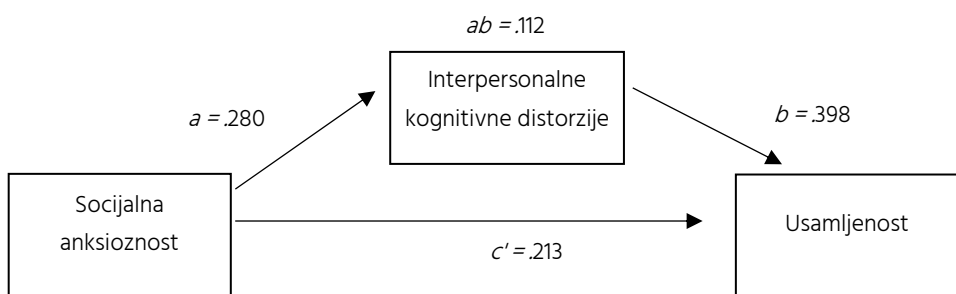 ab = .112
Interpersonalne
kognitivne distorzije
a = .280
b = .398
Socijalna
anksioznost
Usamljenost
c' = .213